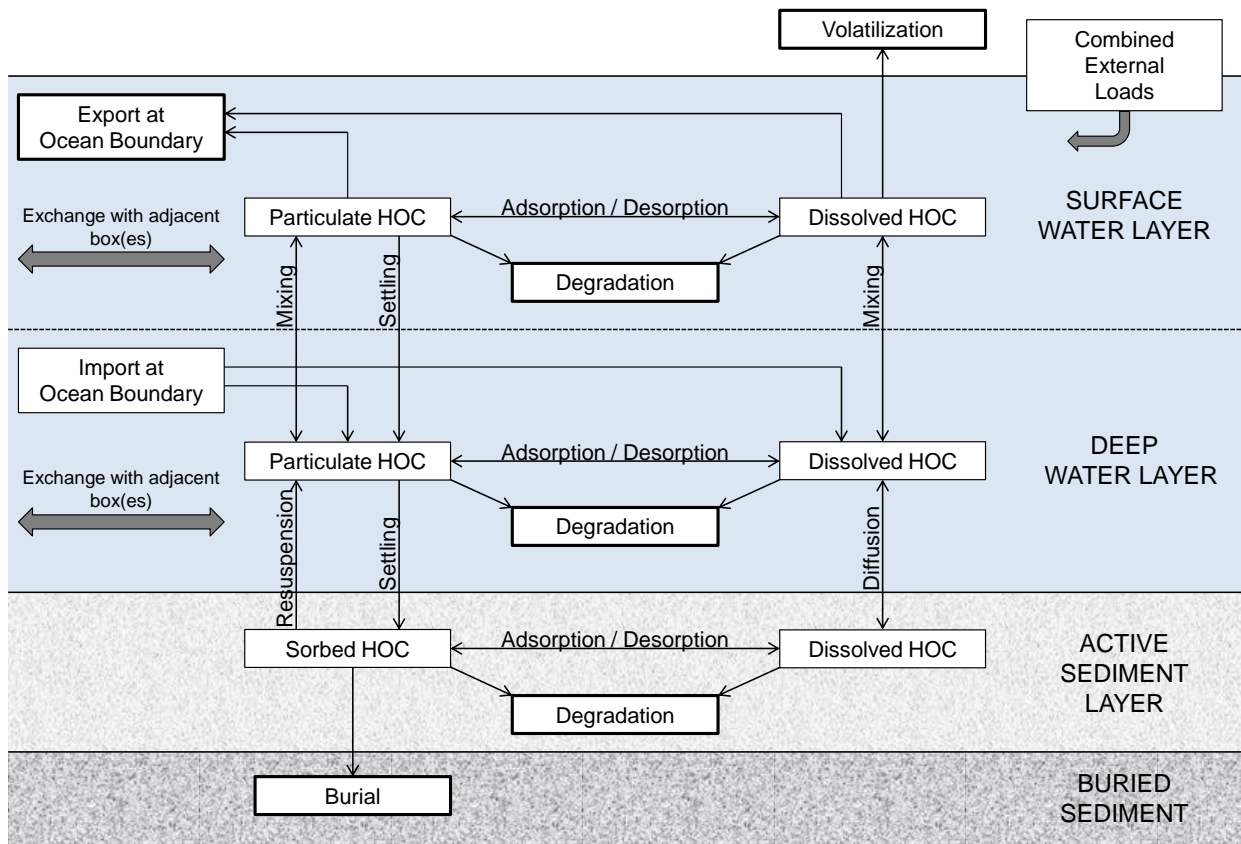 Volatilization
Combined
External
Loads
Export at
Ocean Boundary
Exchange with adjacent
box(es)
Particulate HOC
Adsorption / Desorption
Dissolved HOC
SURFACE
WATER LAYER
Degradation
Mixing
Settling
Mixing
Import at
Ocean Boundary
Exchange with adjacent
box(es)
Particulate HOC
Adsorption / Desorption
Dissolved HOC
DEEP
WATER LAYER
Degradation
Resuspension
Settling
Diffusion
Sorbed HOC
Adsorption / Desorption
Dissolved HOC
ACTIVE
SEDIMENT
LAYER
Degradation
Burial
BURIED
SEDIMENT